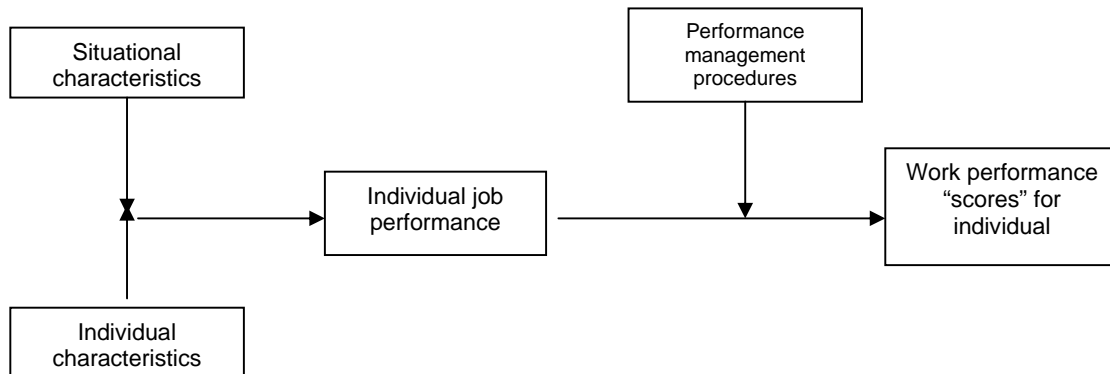 Situational
characteristics
Performance
management
procedures
Individual job
performance
Work performance
“scores” for
individual
Individual
characteristics